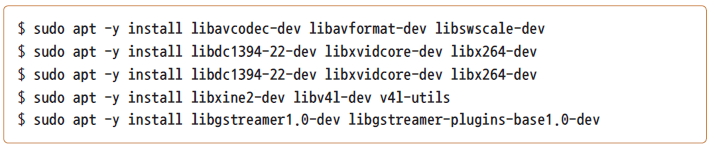 $ sudo apt -y install libavcodec-dev libavformat-dev libswscale-dev
$ sudo apt -y install libdc1394-22-dev libxvidcore-dev libx264-dev
$ sudo apt -y install libdc1394-22-dev libxvidcore-dev libx264-dev
$ sudo apt -y install libxine2-dev libv4l-dev v4l-utils
$ sudo apt -y install libgstreamer1.0-dev libgstreamer-plugins-base1.0-dev